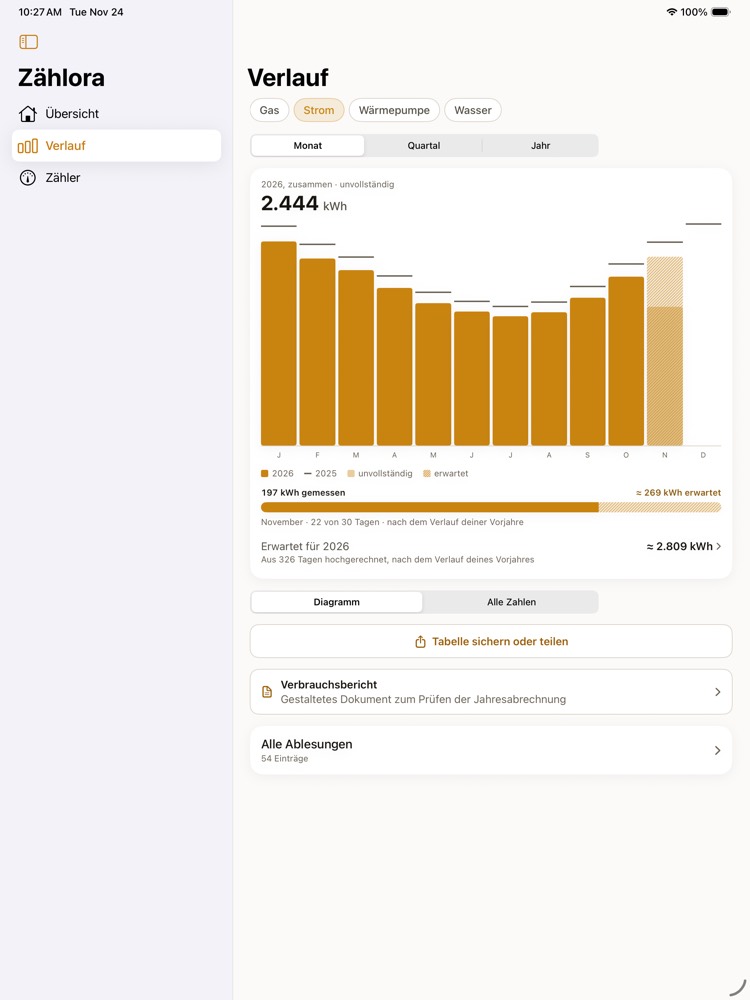 10:27 AM Tue Nov 24
100%
Zählora
Übersicht
Verlauf
Zähler
Verlauf
Gas Strom Wärmepumpe Wasser
Monat Quartal Jahr
2026, zusammen · unvollständig
2.444 kWh
J F M A M J J A S O N D
2026 2025 unvollständig erwartet
197 kWh gemessen ≈ 269 kWh erwartet
November · 22 von 30 Tagen · nach dem Verlauf deiner Vorjahre
Erwartet für 2026 ≈ 2.809 kWh
Aus 326 Tagen hochgerechnet, nach dem Verlauf deines Vorjahres
Diagramm Alle Zahlen
Tabelle sichern oder teilen
Verbrauchsbericht
Gestaltetes Dokument zum Prüfen der Jahresabrechnung
Alle Ablesungen
54 Einträge